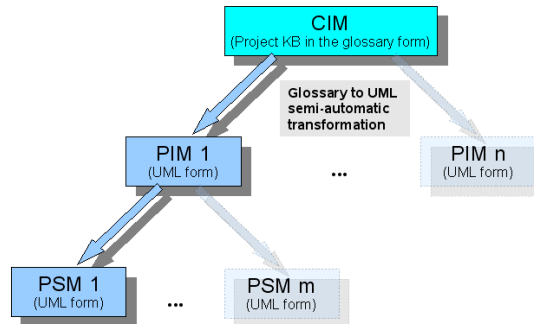 CIM
(Project KB in the glossary form)
Glossary to UML
semi-automatic
transformation
PIM 1
(UML form)
...
PIM n
(UML form)
PSM 1
(UML form)
...
PSM m
(UML form)